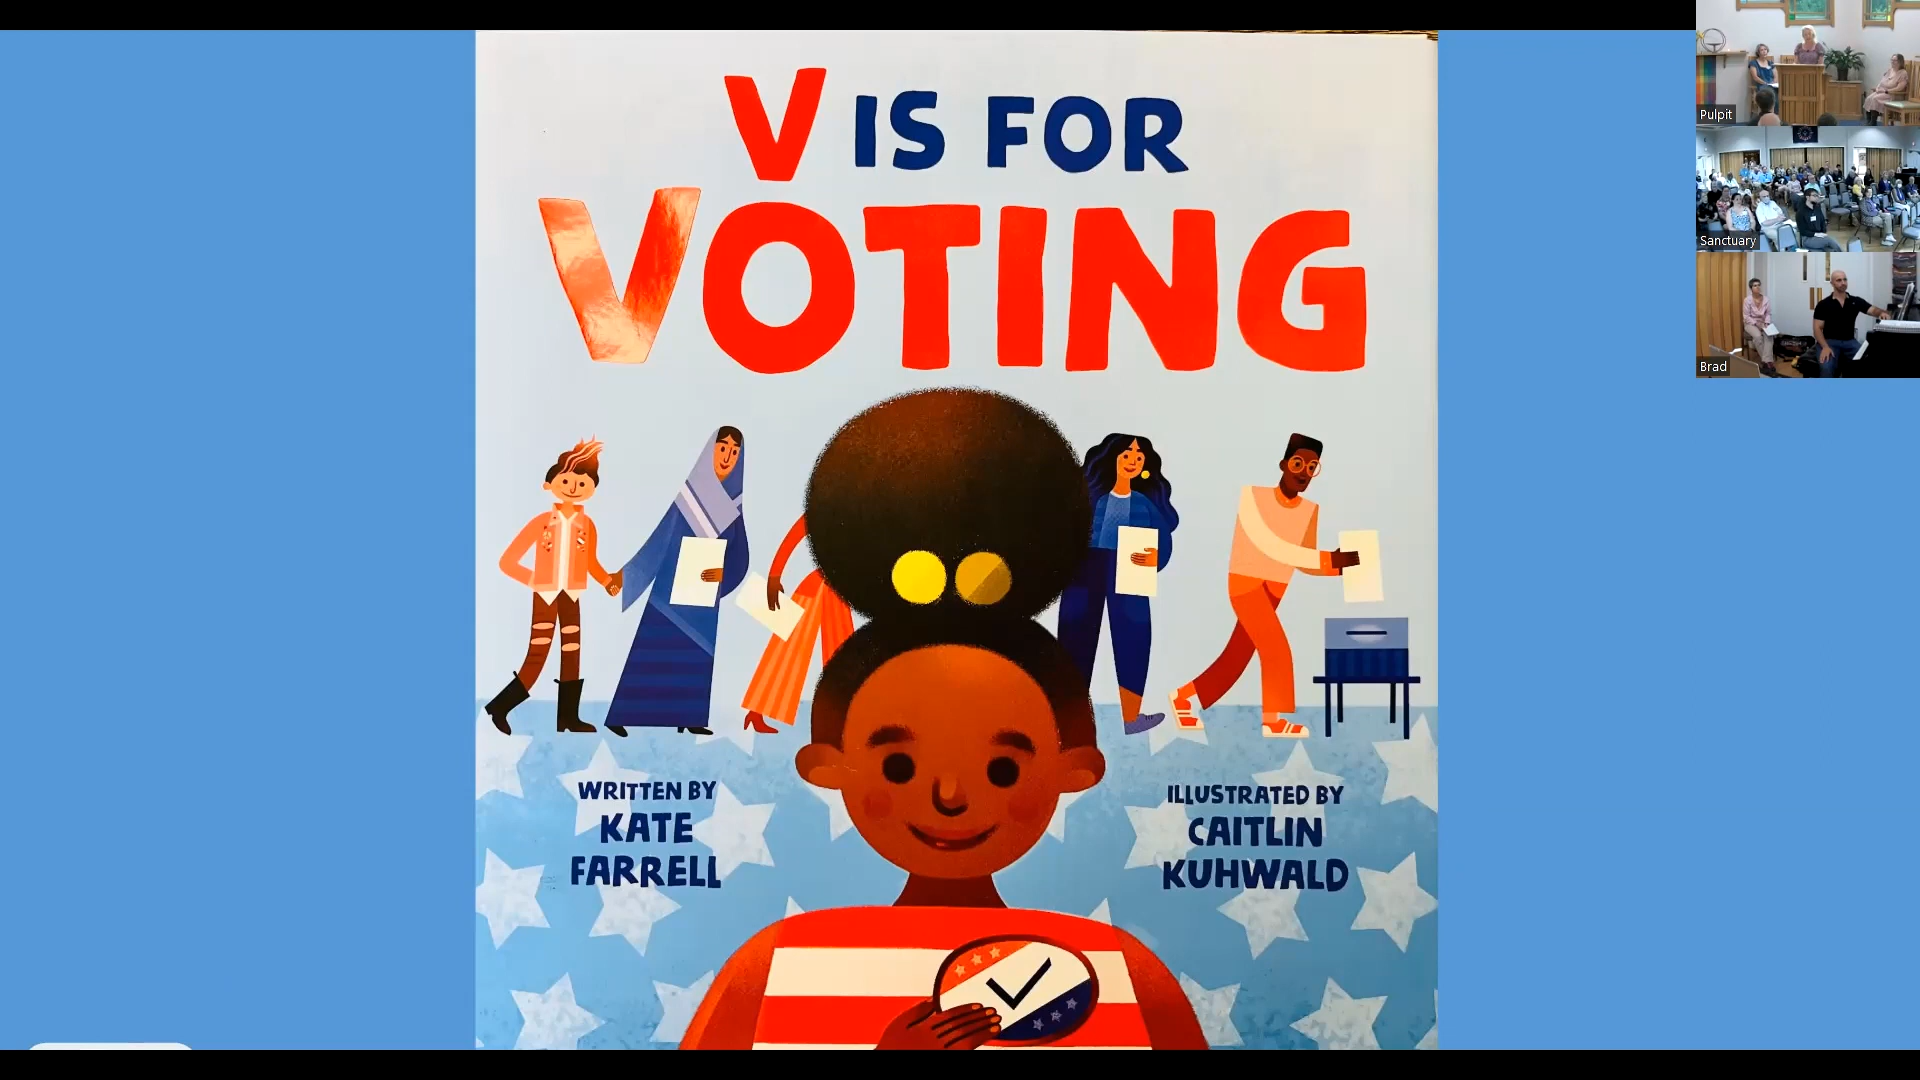 V IS FOR
VOTING
WRITTEN BY
KATE
FARRELL
ILLUSTRATED BY
CAITLIN
KUHWALD
Pulpit
Sanctuary
Brad